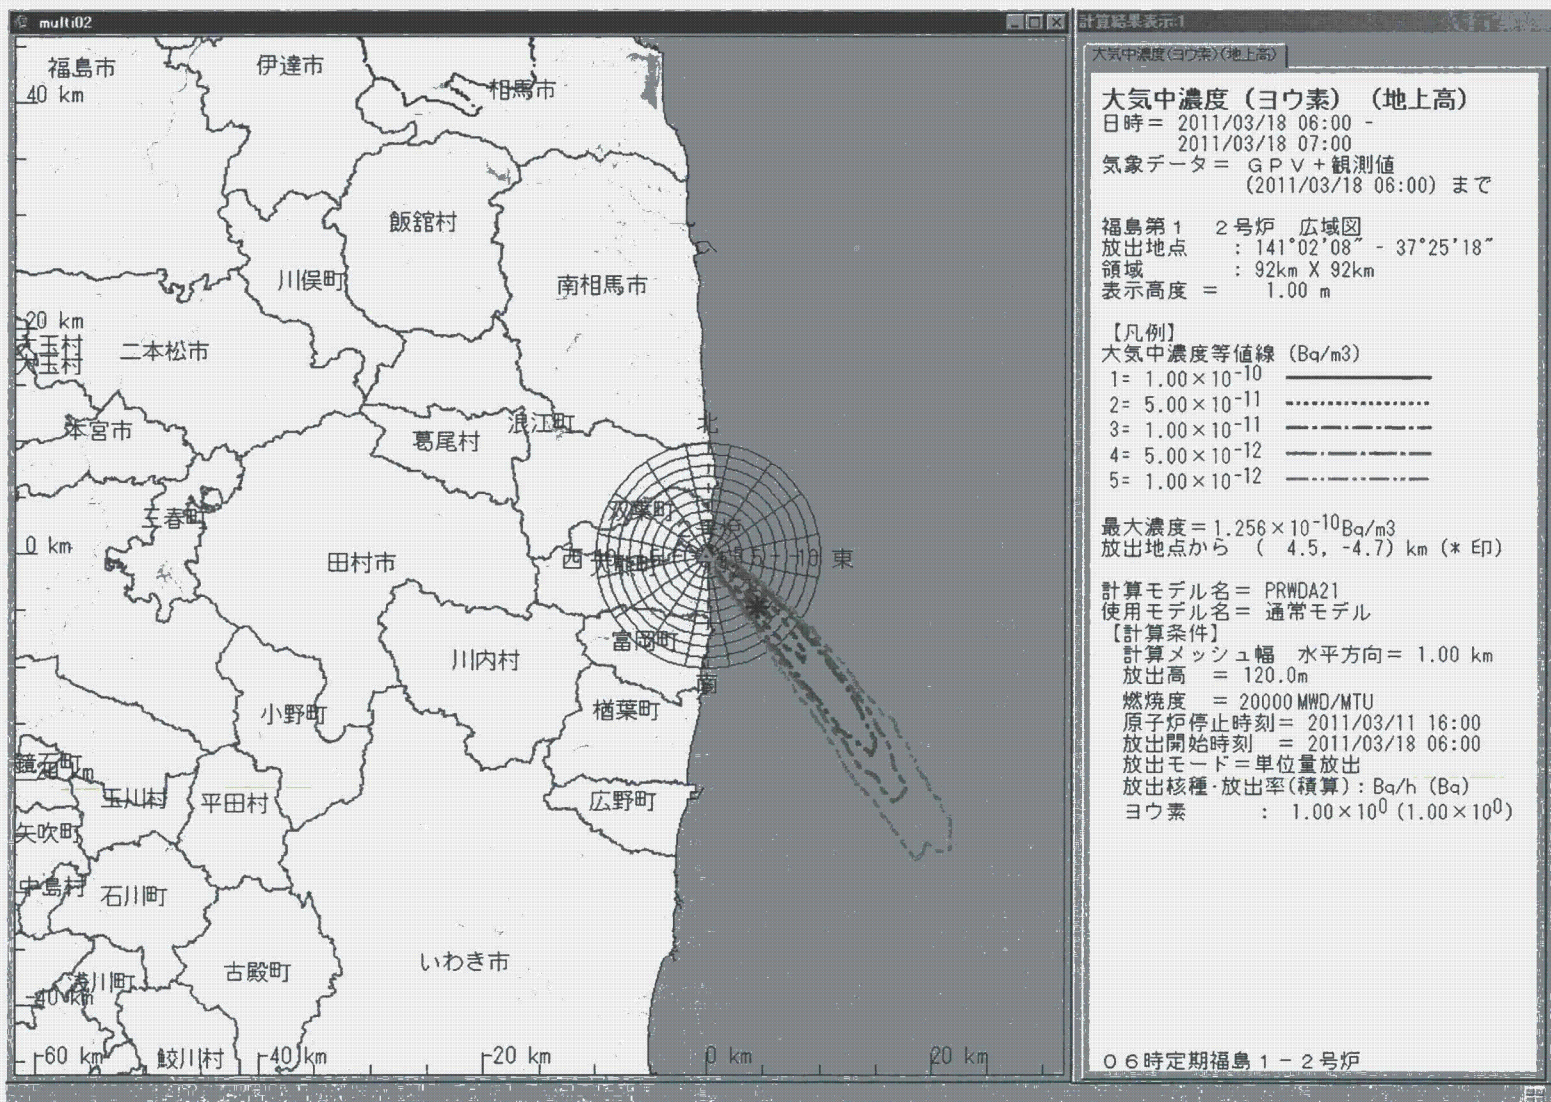 multi02
福島市
伊達市
相馬市
40 km
飯舘村
川俣町
南相馬市
20 km
大玉村
大玉村
二本松市
本宮市
葛尾村
浪江町
北
三春町
双葉町
0 km
田村市
西
東
富岡町
川内村
南
小野町
楢葉町
鏡石町
玉川村
平田村
広野町
矢吹町
中島村
石川町
古殿町
いわき市
浅川町
-40 km
鮫川村
-60 km
-40 km
-20 km
0 km
20 km
計算結果表示:1
大気中濃度(ヨウ素)(地上高)
大気中濃度（ヨウ素）（地上高）
日時＝ 2011/03/18 06:00 -
2011/03/18 07:00
気象データ＝ ＧＰＶ＋観測値
(2011/03/18 06:00) まで
福島第１　２号炉　広域図
放出地点　: 141°02'08" - 37°25'18"
領域　: 92km X 92km
表示高度 ＝　1.00 m
【凡例】
大気中濃度等値線 (Bq/m3)
1= 1.00×10⁻¹⁰
2= 5.00×10⁻¹¹
3= 1.00×10⁻¹¹
4= 5.00×10⁻¹²
5= 1.00×10⁻¹²
最大濃度＝1.256×10⁻¹⁰Bq/m3
放出地点から　( 4.5, -4.7) km (* 印)
計算モデル名＝ PRWDA21
使用モデル名＝ 通常モデル
【計算条件】
計算メッシュ幅　水平方向＝ 1.00 km
放出高　＝ 120.0m
燃焼度　＝ 20000MWD/MTU
原子炉停止時刻＝ 2011/03/11 16:00
放出開始時刻　＝ 2011/03/18 06:00
放出モード＝単位量放出
放出核種･放出率(積算)：Bq/h (Bq)
ヨウ素　: 1.00×10⁰ (1.00×10⁰)
０６時定期福島１－２号炉